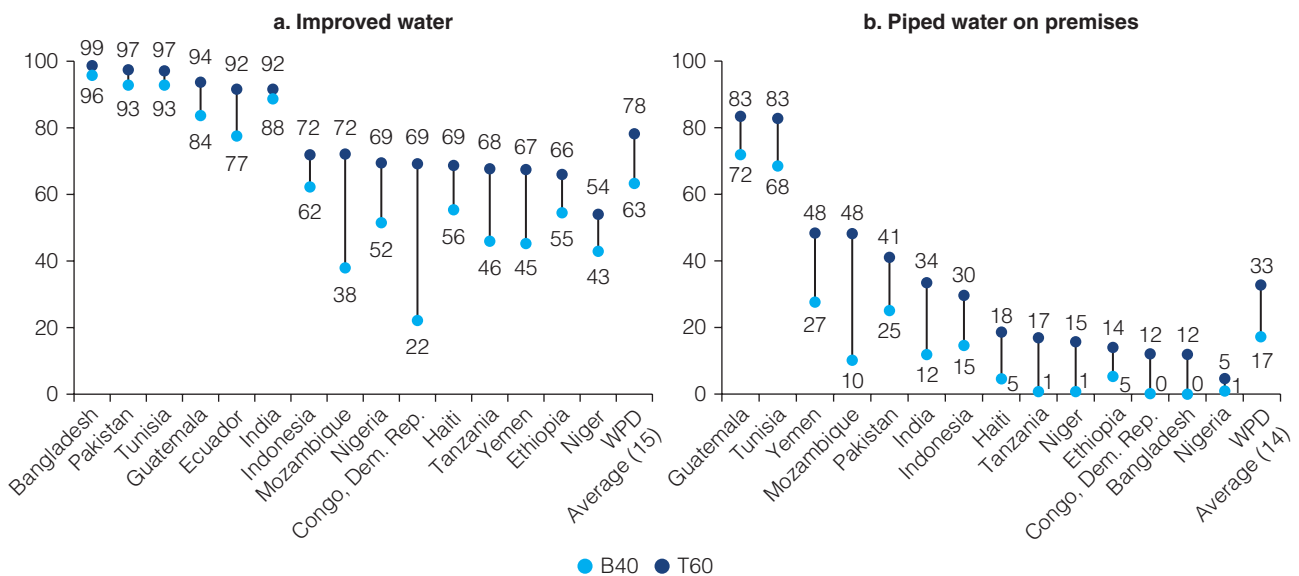 a. Improved water
100
80
60
40
20
0
99 97 97 94 92 92 72 72 69 69 69 68 67 66 54 78
96 93 93 84 77 88 62 38 52 22 56 46 45 55 43 63
Bangladesh
Pakistan
Tunisia
Guatemala
Ecuador
India
Indonesia
Mozambique
Nigeria
Congo, Dem. Rep.
Haiti
Tanzania
Yemen
Ethiopia
Niger
WPD
Average (15)
b. Piped water on premises
100
80
60
40
20
0
83 83 48 48 41 34 30 18 17 15 14 12 12 5 33
72 68 27 10 25 12 15 5 1 1 5 0 0 1 17
Guatemala
Tunisia
Yemen
Mozambique
Pakistan
India
Indonesia
Haiti
Tanzania
Niger
Ethiopia
Congo, Dem. Rep.
Bangladesh
Nigeria
WPD
Average (14)
B40 T60